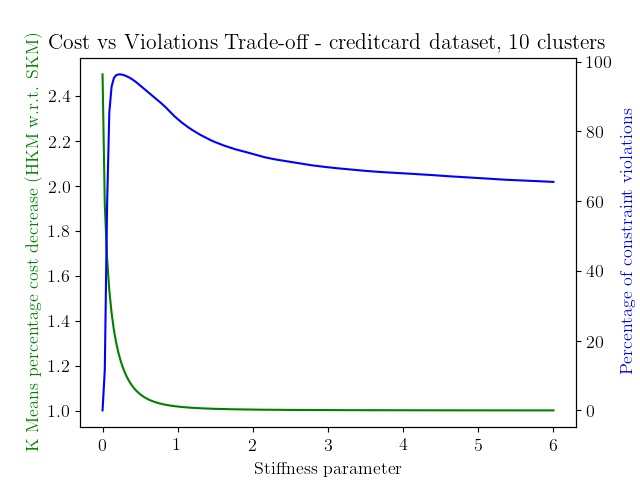 Cost vs Violations Trade-off - creditcard dataset, 10 clusters
K Means percentage cost decrease (HKM w.r.t. SKM)
2.4
2.2
2.0
1.8
1.6
1.4
1.2
1.0
100
80
60
40
20
0
Percentage of constraint violations
0 1 2 3 4 5 6
Stiffness parameter